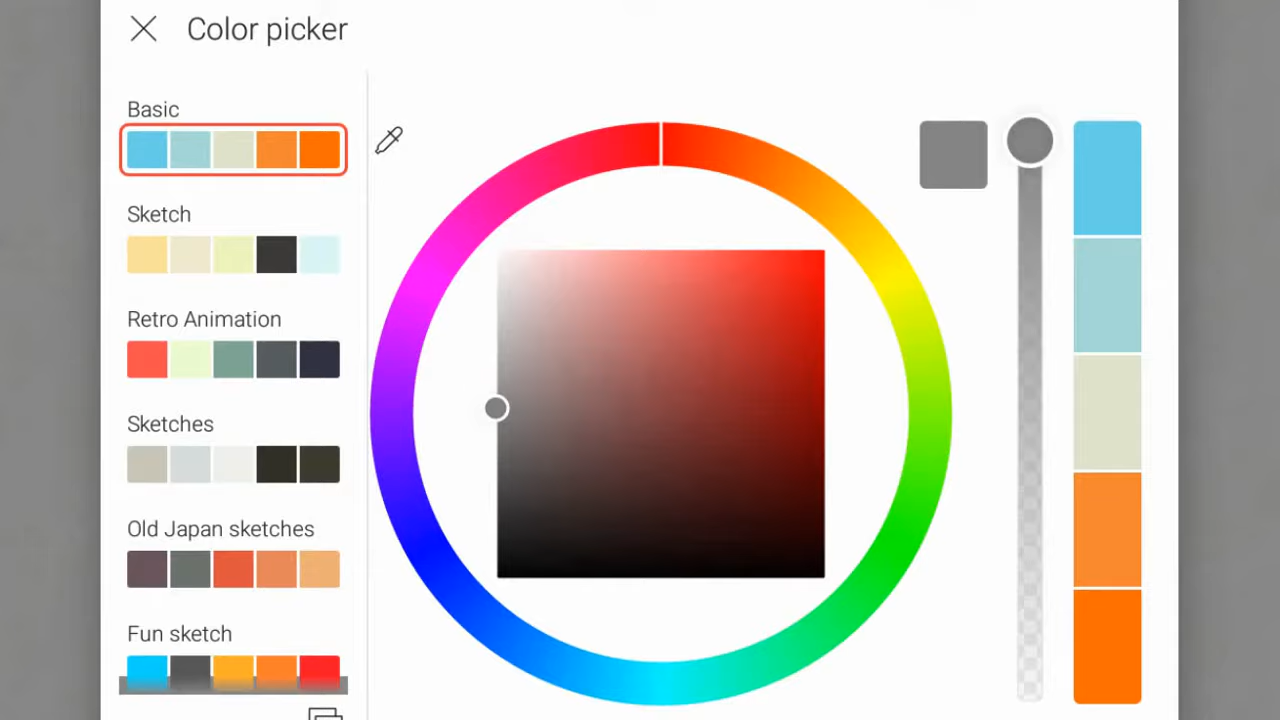 Color picker
Basic
Sketch
Retro Animation
Sketches
Old Japan sketches
Fun sketch